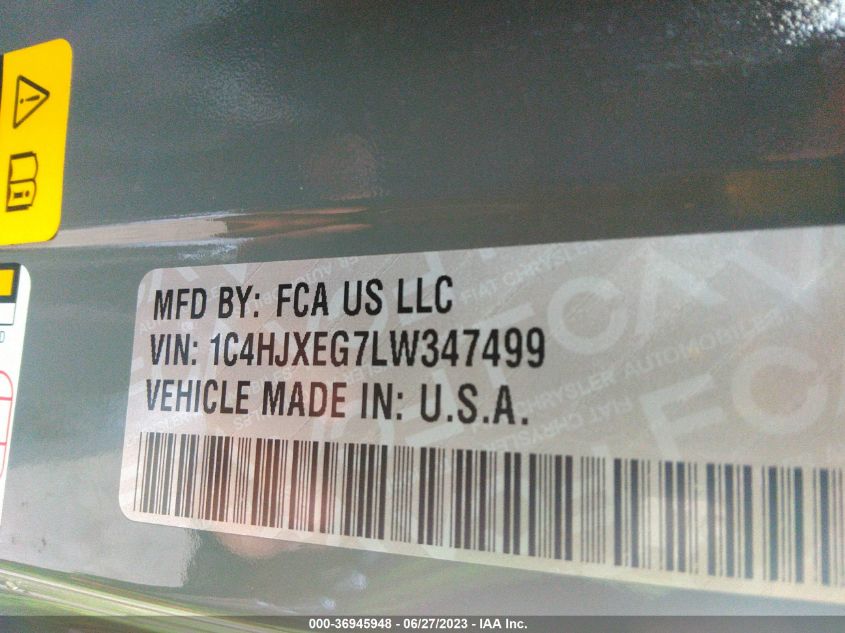 MFD BY: FCA US LLC
VIN: 1C4HJXEG7LW347499
VEHICLE MADE IN: U.S.A.
000-36945948 - 06/27/2023 - IAA Inc.